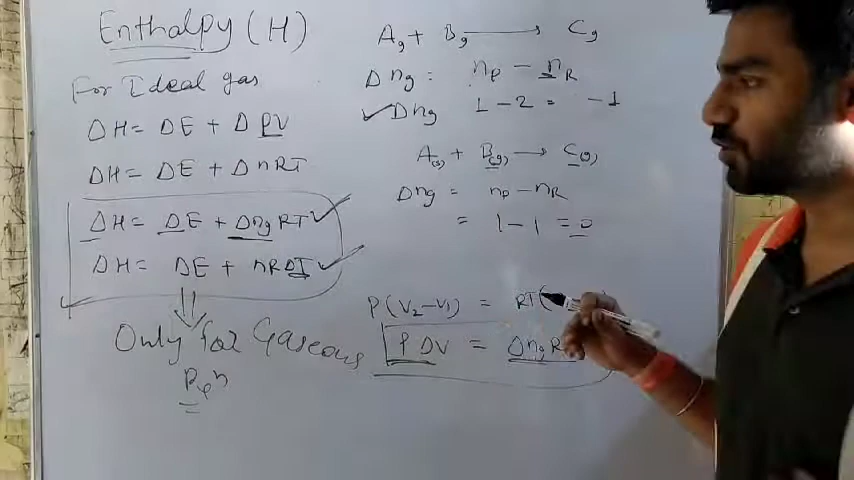 Enthalpy (H)
For Ideal gas
ΔH = ΔE + ΔPV
ΔH = ΔE + ΔnRT
ΔH = ΔE + ΔngRT
ΔH = ΔE + nRΔT
Only for Gaseous
Rxn
Ag + Bg → Cg
Δng = nP - nR
Δng 1 - 2 = -1
A(s) + B(g) → C(g)
Δng = nP - nR
= 1 - 1 = 0
P(V2 - V1) = RT(
PΔV = ΔngR